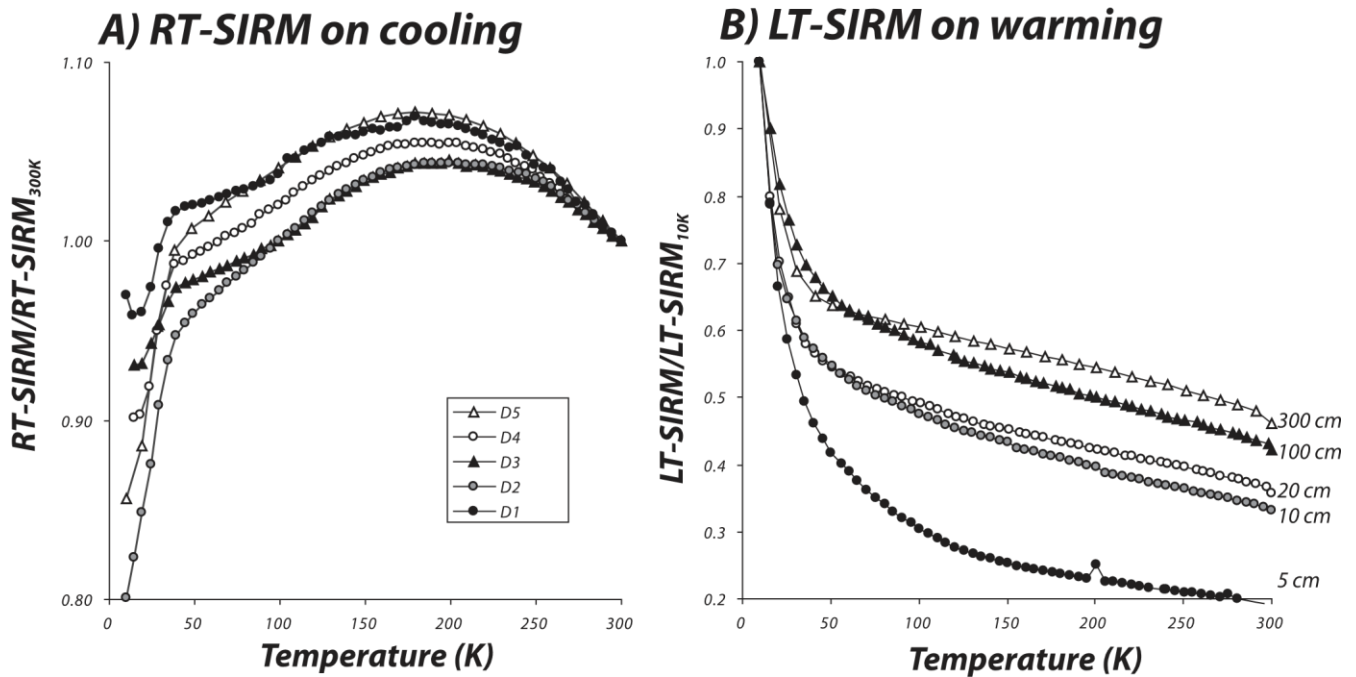 A) RT-SIRM on cooling
RT-SIRM/RT-SIRM300K
1.10
1.00
0.90
0.80
0
50
100
150
200
250
300
Temperature (K)
D5
D4
D3
D2
D1
B) LT-SIRM on warming
LT-SIRM/LT-SIRM10K
1.0
0.9
0.8
0.7
0.6
0.5
0.4
0.3
0.2
0
50
100
150
200
250
300
Temperature (K)
300 cm
100 cm
20 cm
10 cm
5 cm